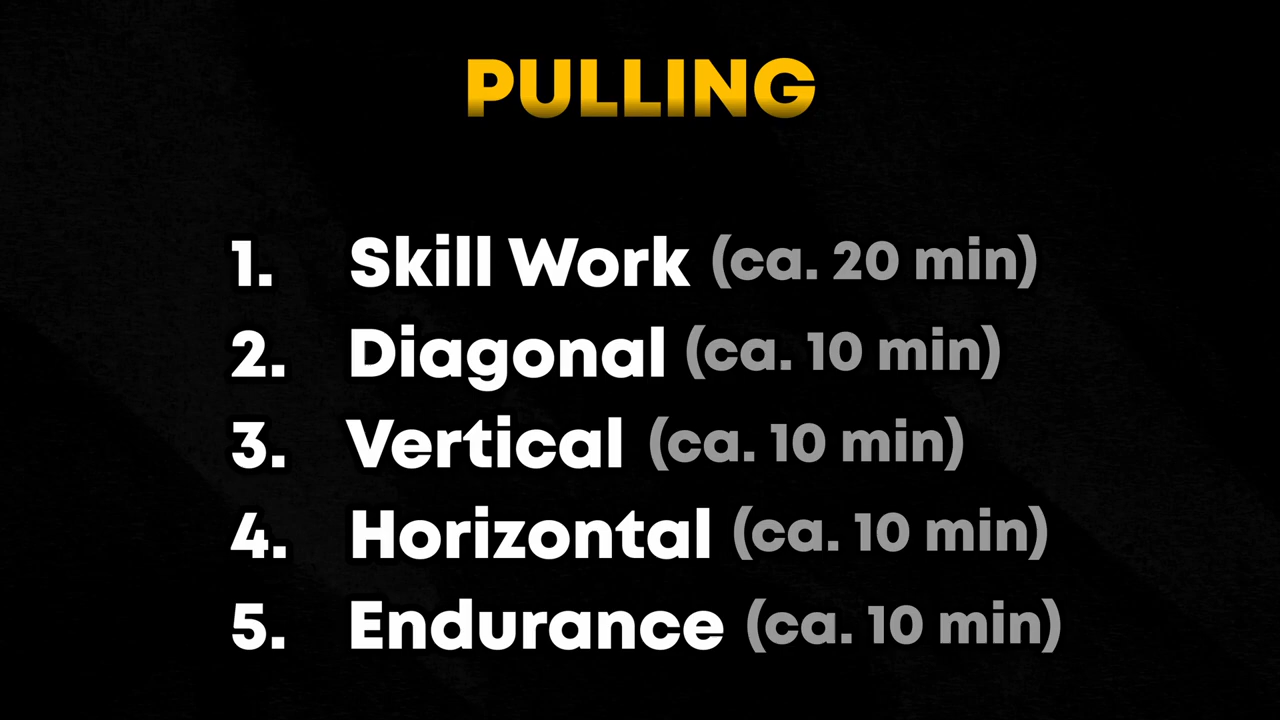 PULLING
1. Skill Work (ca. 20 min)
2. Diagonal (ca. 10 min)
3. Vertical (ca. 10 min)
4. Horizontal (ca. 10 min)
5. Endurance (ca. 10 min)